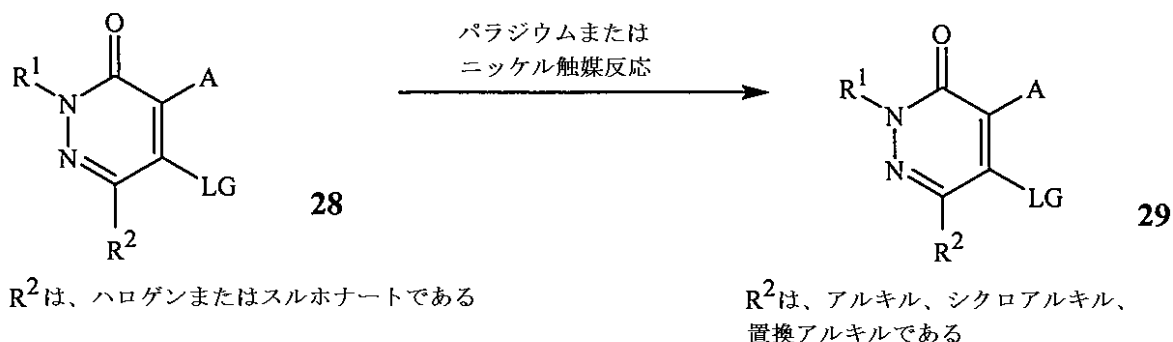 パラジウムまたは
ニッケル触媒反応
O
R¹
N
A
N
LG
R²
28
R²は、ハロゲンまたはスルホナートである
O
R¹
N
A
N
LG
R²
29
R²は、アルキル、シクロアルキル、
置換アルキルである